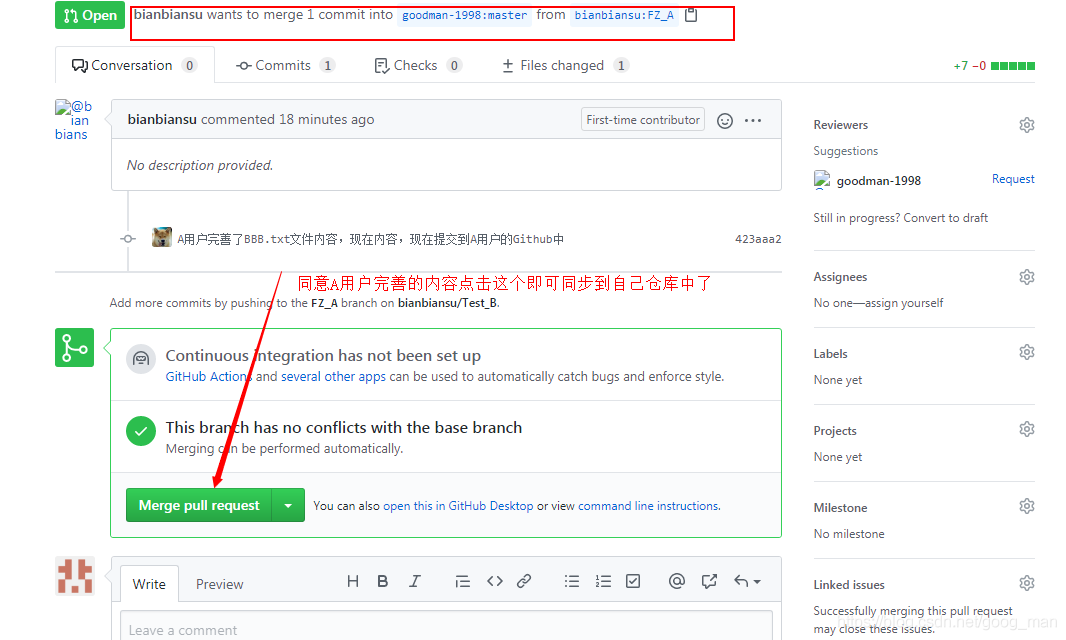 Open
bianbiansu wants to merge 1 commit into goodman-1998:master from bianbiansu:FZ_A
Conversation 0
Commits 1
Checks 0
Files changed 1
+7 −0
@b
ian
bians
bianbiansu commented 18 minutes ago
First-time contributor
No description provided.
A用户完善了BBB.txt文件内容，现在内容，现在提交到A用户的Github中
423aaa2
同意A用户完善的内容点击这个即可同步到自己仓库中了
Add more commits by pushing to the FZ_A branch on bianbiansu/Test_B.
Continuous integration has not been set up
GitHub Actions and several other apps can be used to automatically catch bugs and enforce style.
This branch has no conflicts with the base branch
Merging can be performed automatically.
Merge pull request
You can also open this in GitHub Desktop or view command line instructions.
Write
Preview
H B I
Leave a comment
Reviewers
Suggestions
goodman-1998
Request
Still in progress? Convert to draft
Assignees
No one—assign yourself
Labels
None yet
Projects
None yet
Milestone
No milestone
Linked issues
Successfully merging this pull request
may close these issues.
https://blog.csdn.net/goog_man